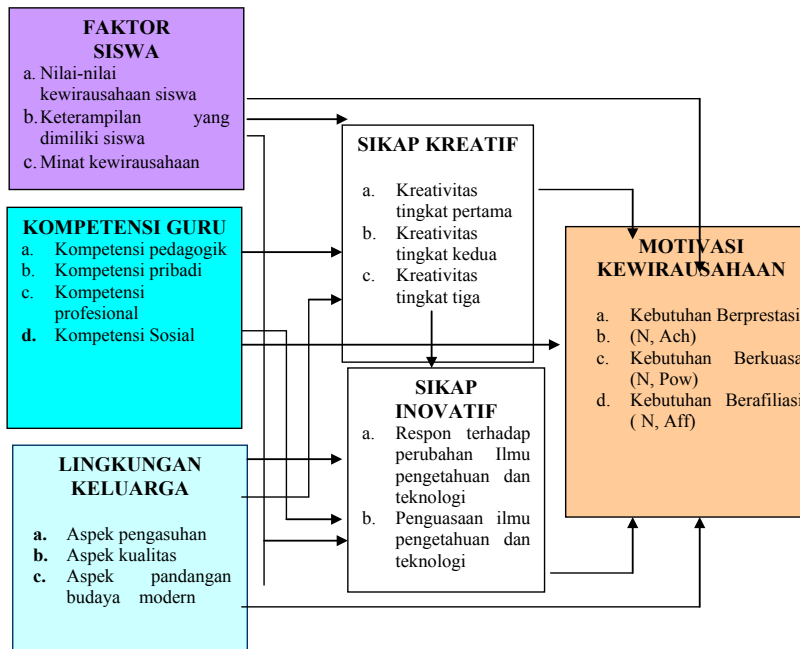 FAKTOR
SISWA
a. Nilai-nilai
kewirausahaan siswa
b. Keterampilan yang
dimiliki siswa
c. Minat kewirausahaan
KOMPETENSI GURU
a. Kompetensi pedagogik
b. Kompetensi pribadi
c. Kompetensi
profesional
d. Kompetensi Sosial
LINGKUNGAN
KELUARGA
a. Aspek pengasuhan
b. Aspek kualitas
c. Aspek pandangan
budaya modern
SIKAP KREATIF
a. Kreativitas
tingkat pertama
b. Kreativitas
tingkat kedua
c. Kreativitas
tingkat tiga
SIKAP
INOVATIF
a. Respon terhadap
perubahan Ilmu
pengetahuan dan
teknologi
b. Penguasaan ilmu
pengetahuan dan
teknologi
MOTIVASI
KEWIRAUSAHAAN
a. Kebutuhan Berprestasi
b. (N, Ach)
c. Kebutuhan Berkuasa
(N, Pow)
d. Kebutuhan Berafiliasi
( N, Aff)